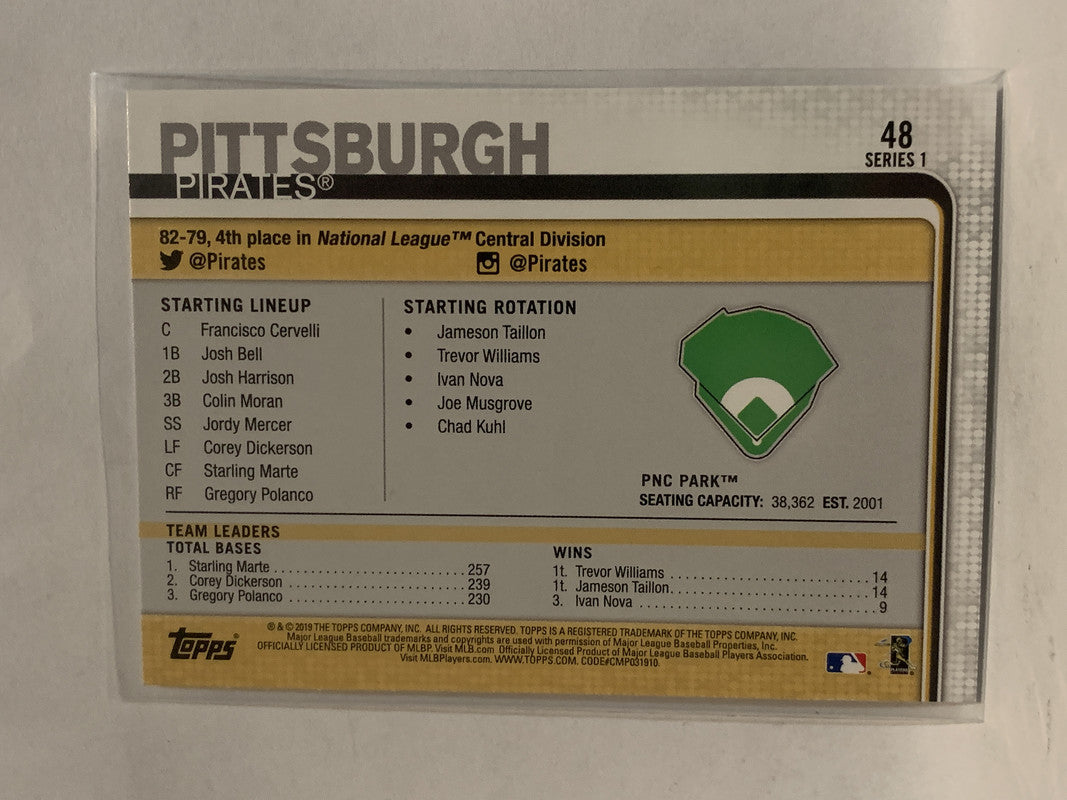 PITTSBURGH
PIRATES®
48
SERIES 1
82-79, 4th place in National League™ Central Division
@Pirates @Pirates
STARTING LINEUP
C Francisco Cervelli
1B Josh Bell
2B Josh Harrison
3B Colin Moran
SS Jordy Mercer
LF Corey Dickerson
CF Starling Marte
RF Gregory Polanco
STARTING ROTATION
• Jameson Taillon
• Trevor Williams
• Ivan Nova
• Joe Musgrove
• Chad Kuhl
PNC PARK™
SEATING CAPACITY: 38,362 EST. 2001
TEAM LEADERS
TOTAL BASES
1. Starling Marte ........................ 257
2. Corey Dickerson ...................... 239
3. Gregory Polanco ..................... 230
WINS
1t. Trevor Williams .......................... 14
1t. Jameson Taillon.......................... 14
3. Ivan Nova .............................. 9
Topps®
® & © 2019 THE TOPPS COMPANY, INC. ALL RIGHTS RESERVED. TOPPS IS A REGISTERED TRADEMARK OF THE TOPPS COMPANY, INC.
Major League Baseball trademarks and copyrights are used with permission of Major League Baseball Properties, Inc.
OFFICIALLY LICENSED PRODUCT OF MLBP. Visit MLB.com Officially Licensed Product of Major League Baseball Players Association.
Visit MLBPlayers.com. WWW.TOPPS.COM. CODE#CMP031910.